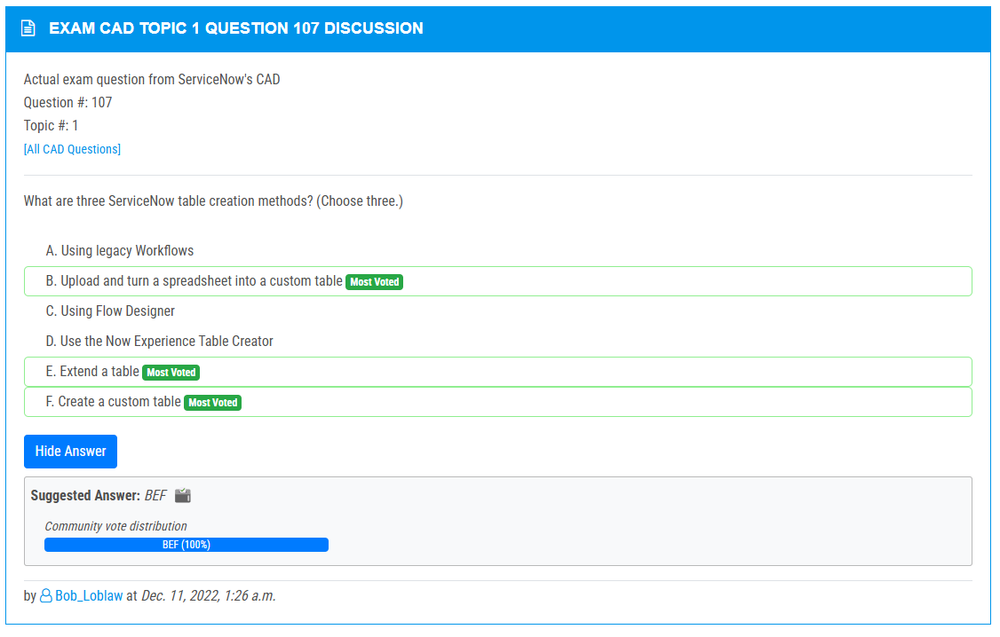 EXAM CAD TOPIC 1 QUESTION 107 DISCUSSION
Actual exam question from ServiceNow's CAD
Question #: 107
Topic #: 1
[All CAD Questions]
What are three ServiceNow table creation methods? (Choose three.)
A. Using legacy Workflows
B. Upload and turn a spreadsheet into a custom table Most Voted
C. Using Flow Designer
D. Use the Now Experience Table Creator
E. Extend a table Most Voted
F. Create a custom table Most Voted
Hide Answer
Suggested Answer: BEF
Community vote distribution
BEF (100%)
by Bob_Loblaw at Dec. 11, 2022, 1:26 a.m.